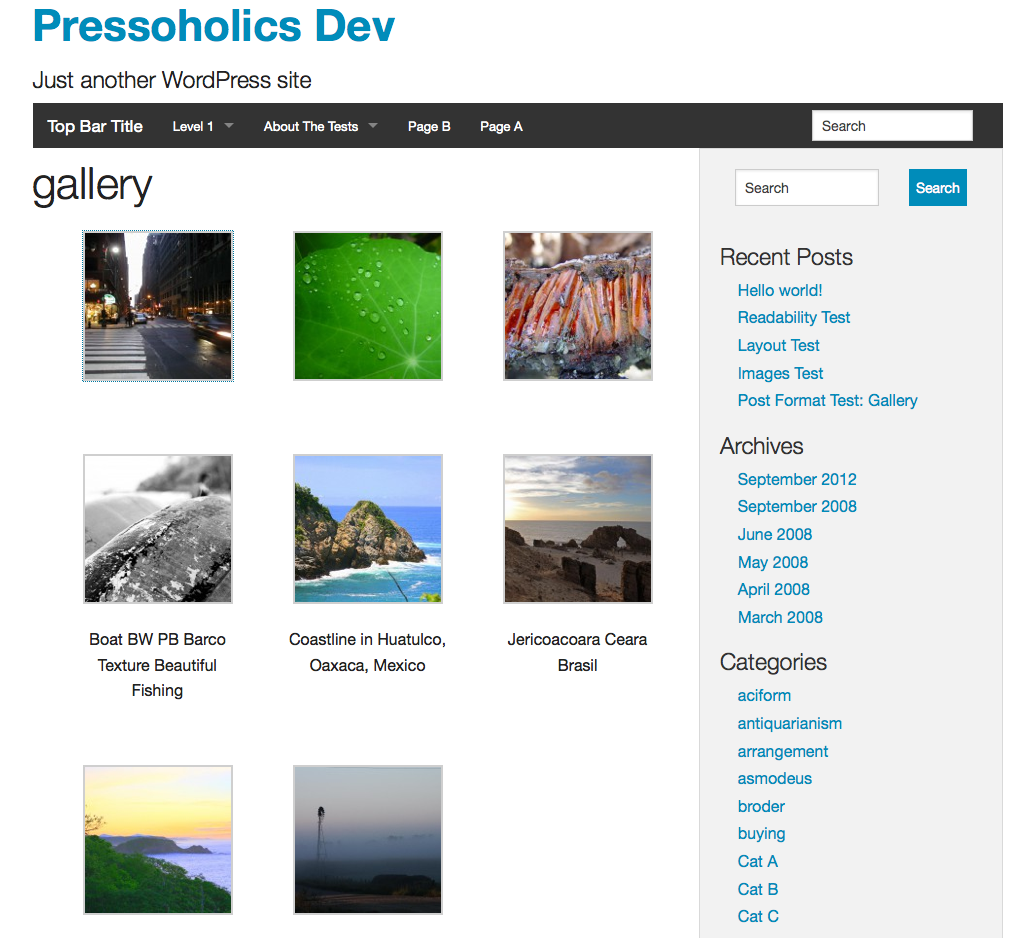 Pressoholics Dev
Just another WordPress site
Top Bar Title Level 1 About The Tests Page B Page A Search
gallery
Boat BW PB Barco
Texture Beautiful
Fishing
Coastline in Huatulco,
Oaxaca, Mexico
Jericoacoara Ceara
Brasil
Search Search
Recent Posts
Hello world!
Readability Test
Layout Test
Images Test
Post Format Test: Gallery
Archives
September 2012
September 2008
June 2008
May 2008
April 2008
March 2008
Categories
aciform
antiquarianism
arrangement
asmodeus
broder
buying
Cat A
Cat B
Cat C